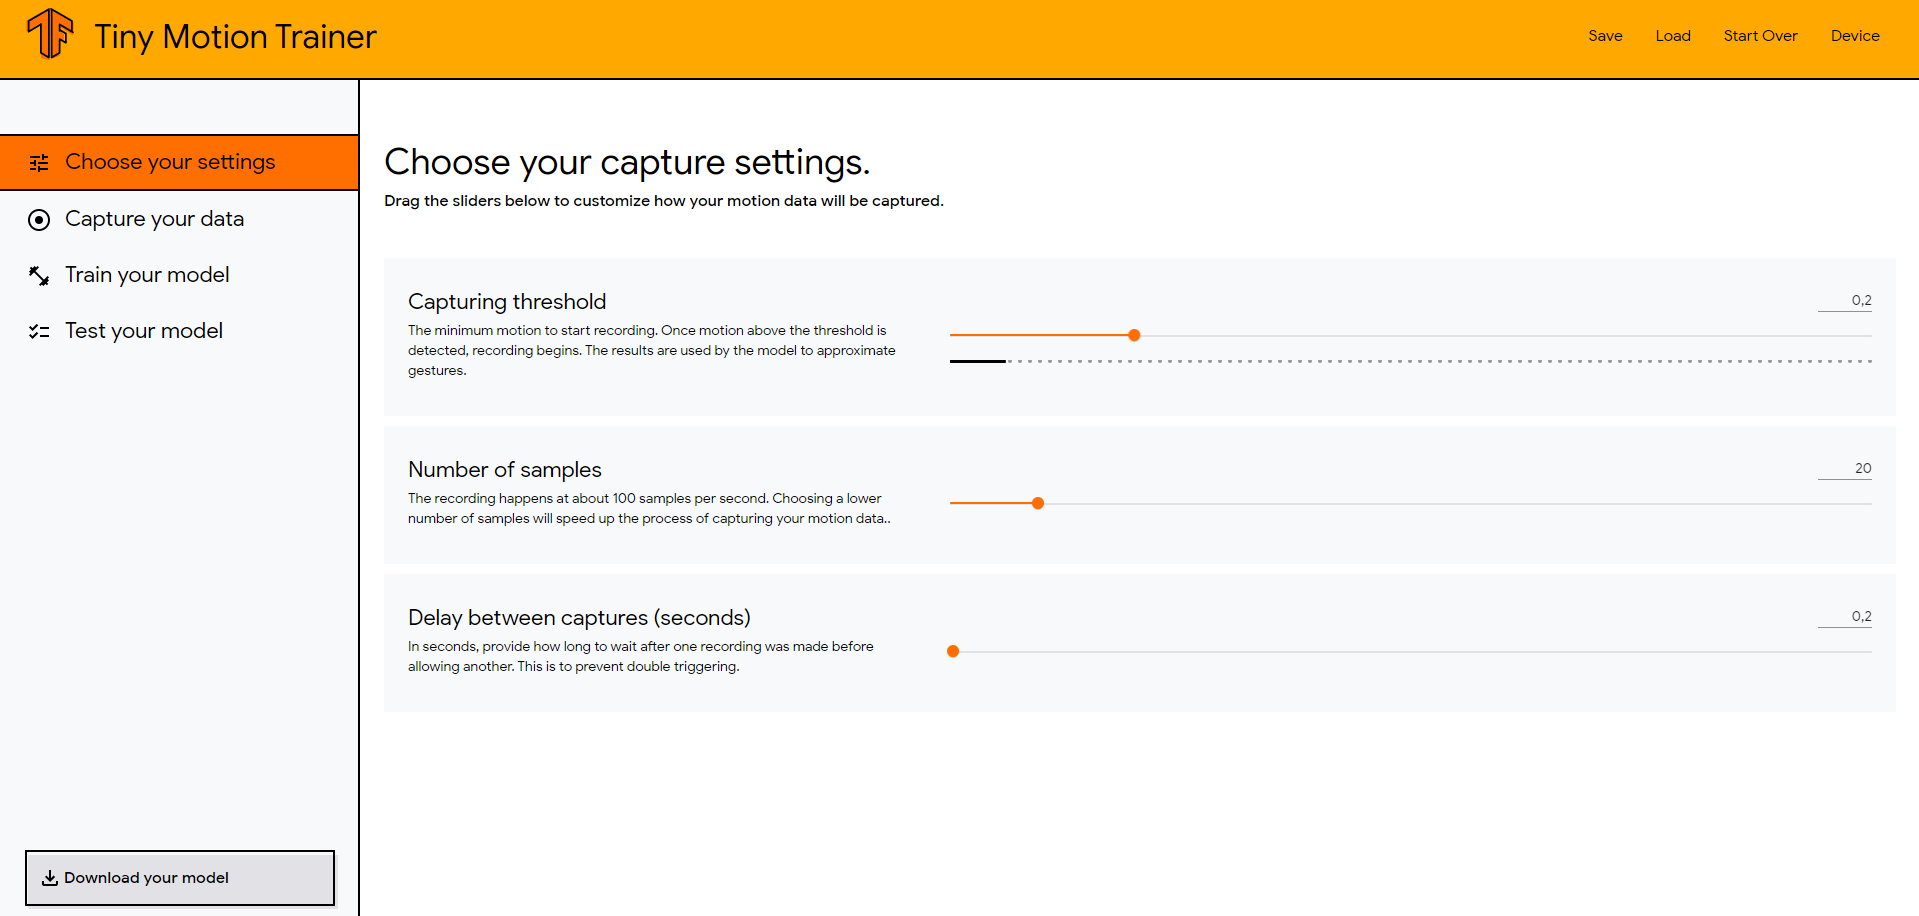 Tiny Motion Trainer
Save Load Start Over Device
Choose your settings
Capture your data
Train your model
Test your model
Download your model
Choose your capture settings.
Drag the sliders below to customize how your motion data will be captured.
Capturing threshold
0,2
The minimum motion to start recording. Once motion above the threshold is
detected, recording begins. The results are used by the model to approximate
gestures.
Number of samples
20
The recording happens at about 100 samples per second. Choosing a lower
number of samples will speed up the process of capturing your motion data..
Delay between captures (seconds)
0,2
In seconds, provide how long to wait after one recording was made before
allowing another. This is to prevent double triggering.